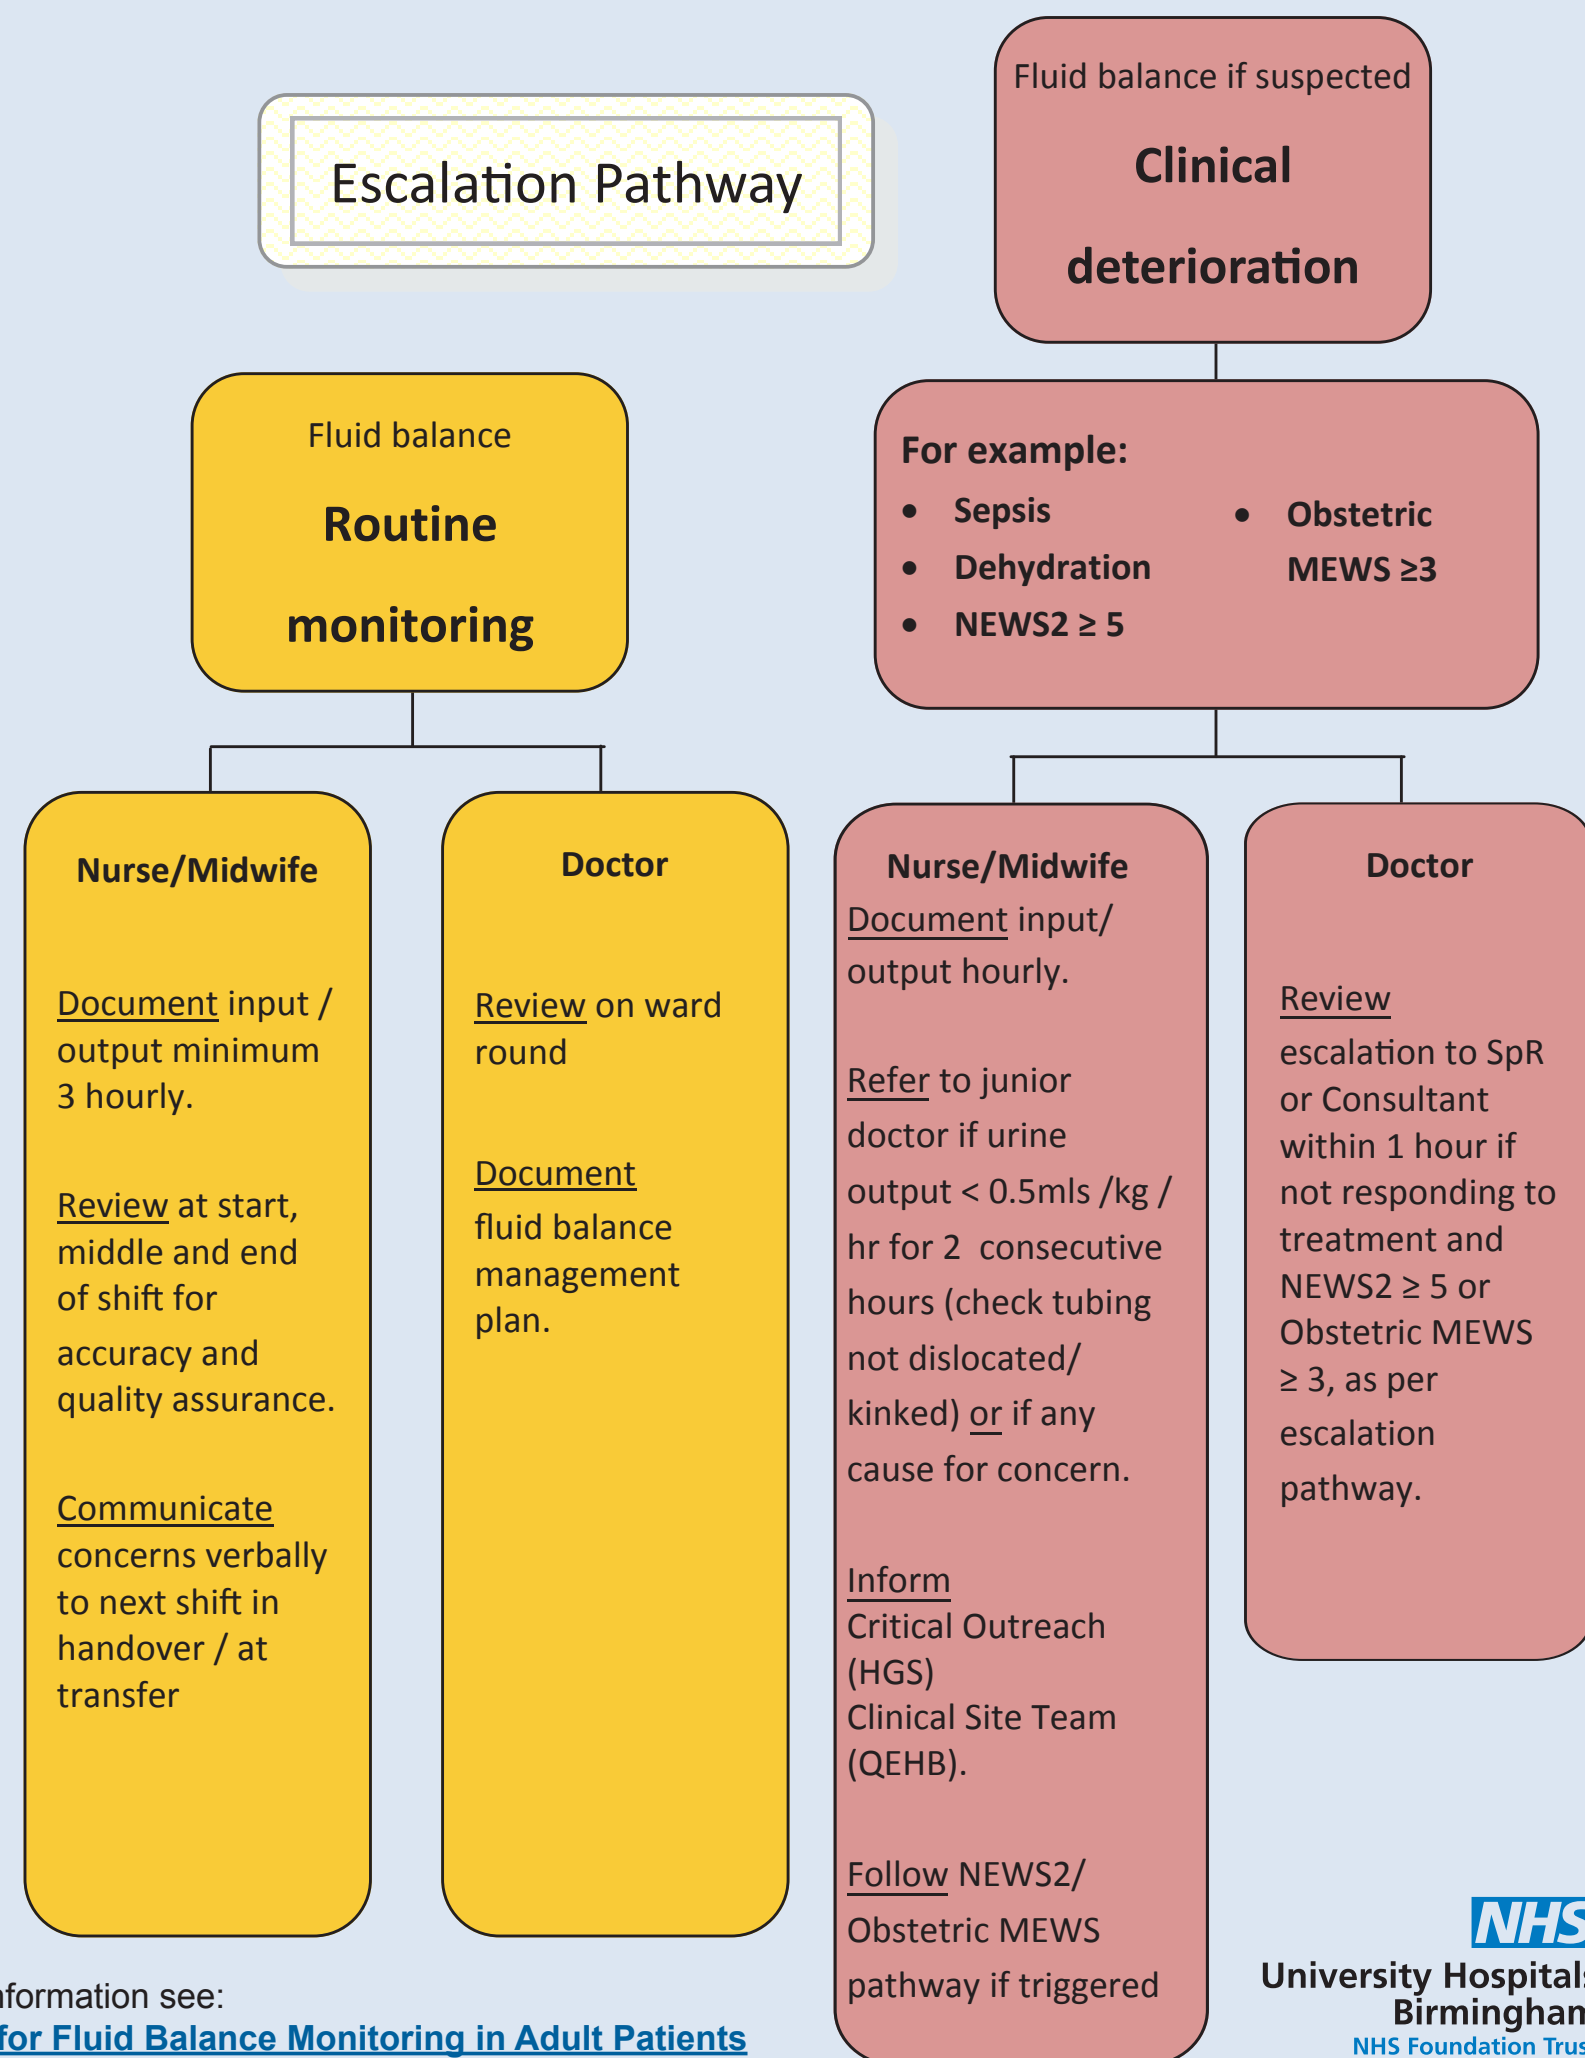 Escalation Pathway
Fluid balance if suspected
Clinical
deterioration
Fluid balance
Routine
monitoring
For example:
• Sepsis
• Dehydration
• NEWS2 ≥ 5
• Obstetric
MEWS ≥3
Nurse/Midwife
Document input /
output minimum
3 hourly.
Review at start,
middle and end
of shift for
accuracy and
quality assurance.
Communicate
concerns verbally
to next shift in
handover / at
transfer
Doctor
Review on ward
round
Document
fluid balance
management
plan.
Nurse/Midwife
Document input/
output hourly.
Refer to junior
doctor if urine
output < 0.5mls /kg /
hr for 2 consecutive
hours (check tubing
not dislocated/
kinked) or if any
cause for concern.
Inform
Critical Outreach
(HGS)
Clinical Site Team
(QEHB).
Follow NEWS2/
Obstetric MEWS
pathway if triggered
Doctor
Review
escalation to SpR
or Consultant
within 1 hour if
not responding to
treatment and
NEWS2 ≥ 5 or
Obstetric MEWS
≥ 3, as per
escalation
pathway.
nformation see:
for Fluid Balance Monitoring in Adult Patients
NHS
University Hospitals
Birmingham
NHS Foundation Trus